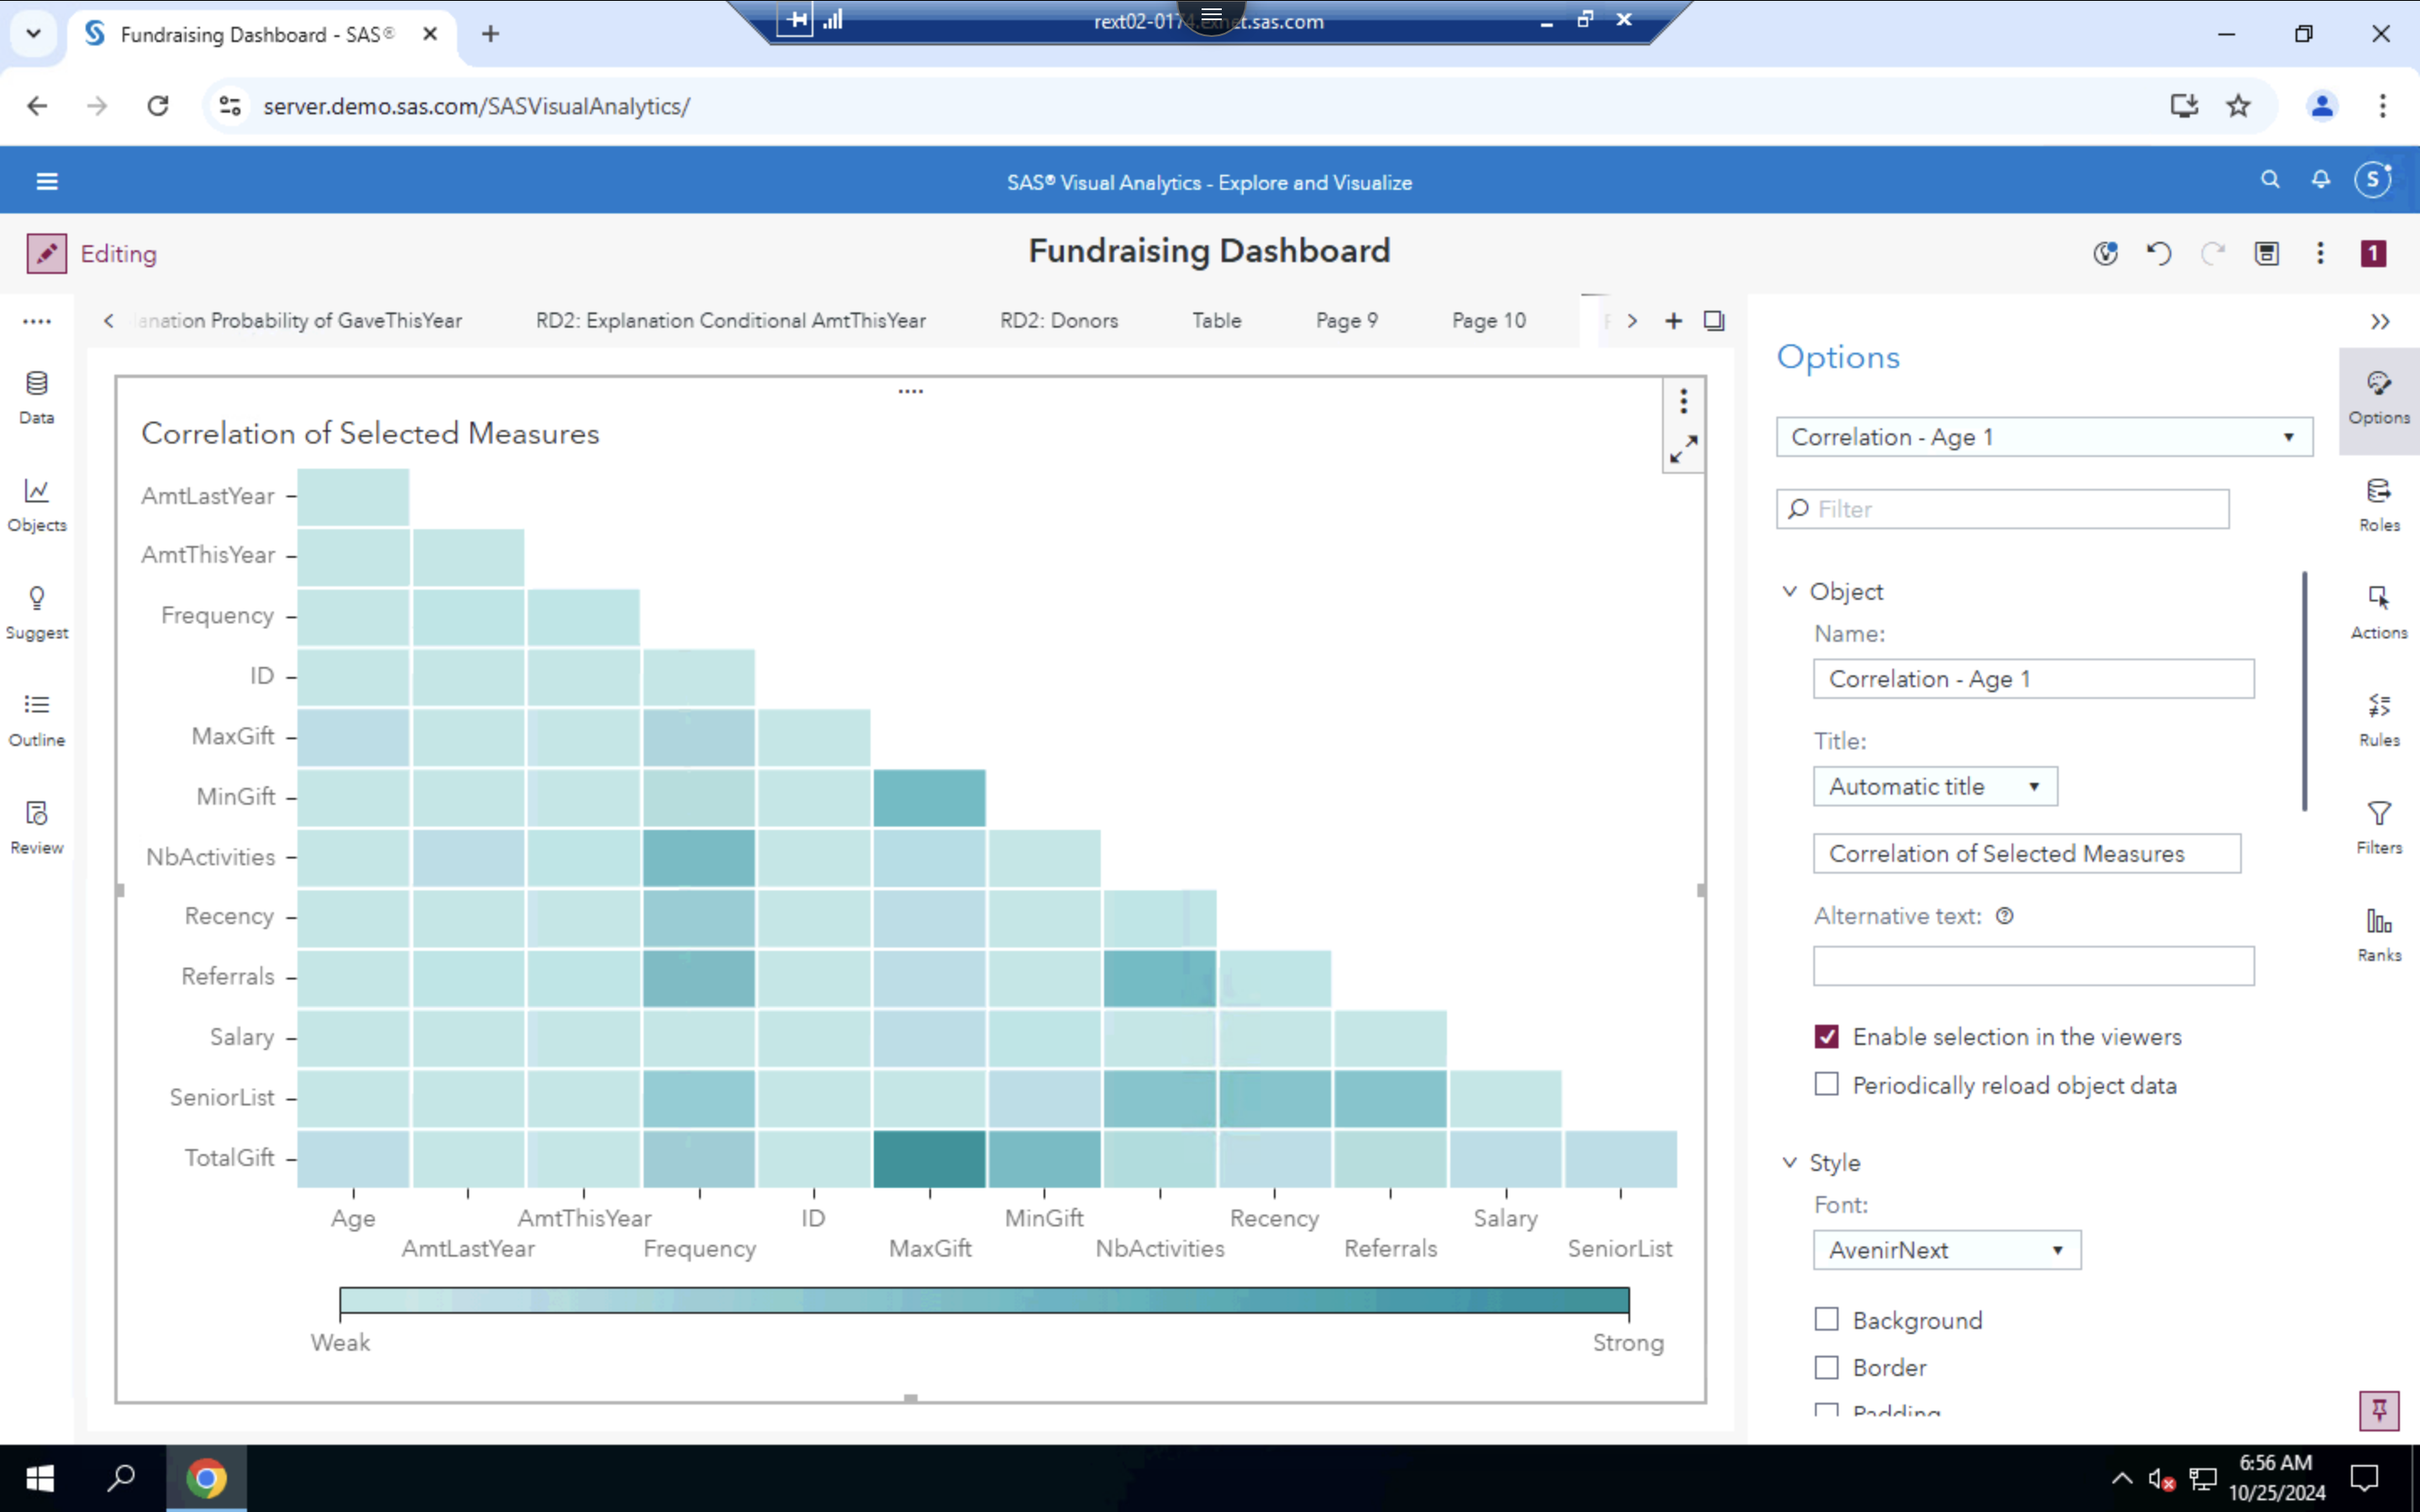 Fundraising Dashboard - SAS®
rext02-0174.exnet.sas.com
server.demo.sas.com/SASVisualAnalytics/
SAS® Visual Analytics - Explore and Visualize
S
Editing
Fundraising Dashboard
1
anation Probability of GaveThisYear
RD2: Explanation Conditional AmtThisYear
RD2: Donors
Table
Page 9
Page 10
Data
Objects
Suggest
Outline
Review
Correlation of Selected Measures
AmtLastYear
AmtThisYear
Frequency
ID
MaxGift
MinGift
NbActivities
Recency
Referrals
Salary
SeniorList
TotalGift
Age
AmtThisYear
ID
MinGift
Recency
Salary
AmtLastYear
Frequency
MaxGift
NbActivities
Referrals
SeniorList
Weak
Strong
Options
Correlation - Age 1
Filter
Object
Name:
Correlation - Age 1
Title:
Automatic title
Correlation of Selected Measures
Alternative text:
Enable selection in the viewers
Periodically reload object data
Style
Font:
AvenirNext
Background
Border
Padding
Options
Roles
Actions
Rules
Filters
Ranks
6:56 AM
10/25/2024